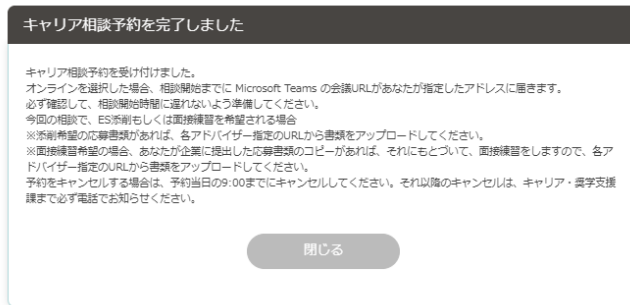 キャリア相談予約を完了しました
キャリア相談予約を受け付けました。
オンラインを選択した場合、相談開始までに Microsoft Teams の会議URLがあなたが指定したアドレスに届きます。
必ず確認して、相談開始時間に遅れないよう準備してください。
今回の相談で、ES添削もしくは面接練習を希望される場合
※添削希望の応募書類があれば、各アドバイザー指定のURLから書類をアップロードしてください。
※面接練習希望の場合、あなたが企業に提出した応募書類のコピーがあれば、それにもとづいて、面接練習をしますので、各ア
ドバイザー指定のURLから書類をアップロードしてください。
予約をキャンセルする場合は、予約当日の9:00までにキャンセルしてください。それ以降のキャンセルは、キャリア・奨学支援
課まで必ず電話でお知らせください。
閉じる